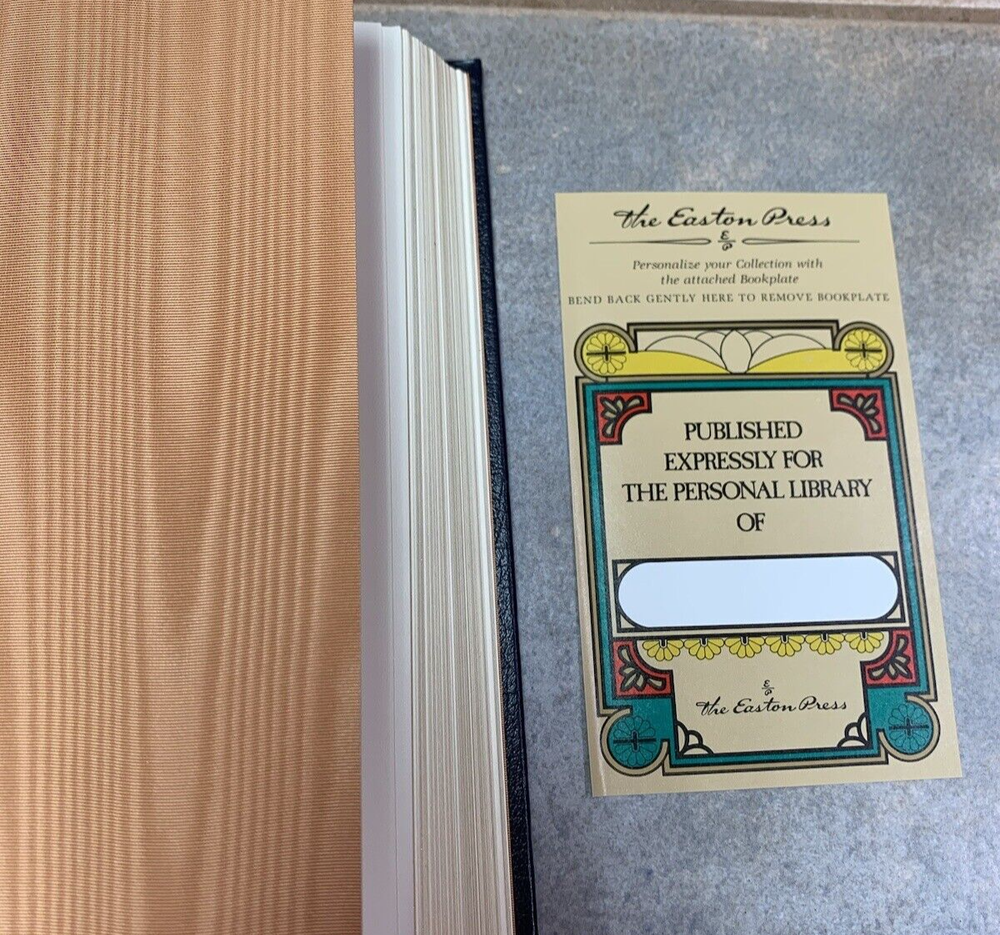 The Easton Press
Personalize your Collection with
the attached Bookplate
BEND BACK GENTLY HERE TO REMOVE BOOKPLATE
PUBLISHED
EXPRESSLY FOR
THE PERSONAL LIBRARY
OF
The Easton Press